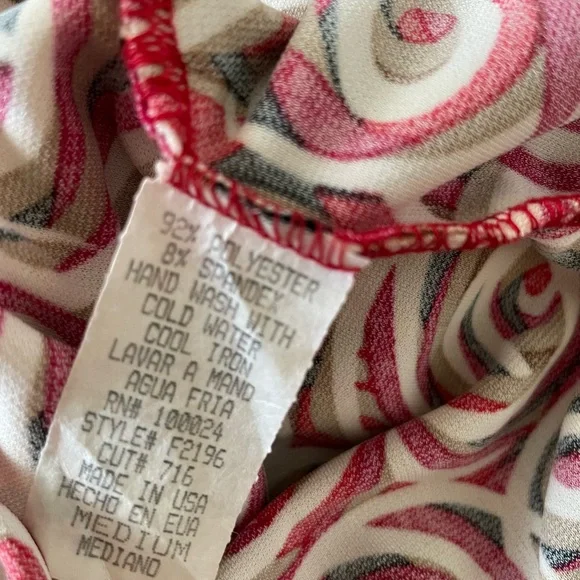 92% POLYESTER
8% SPANDEX
HAND WASH WITH
COLD WATER
COOL IRON
LAVAR A MANO
AGUA FRIA
RN# 100024
STYLE# F2196
CUT# 716
MADE IN USA
HECHO EN EUA
MEDIUM
MEDIANO